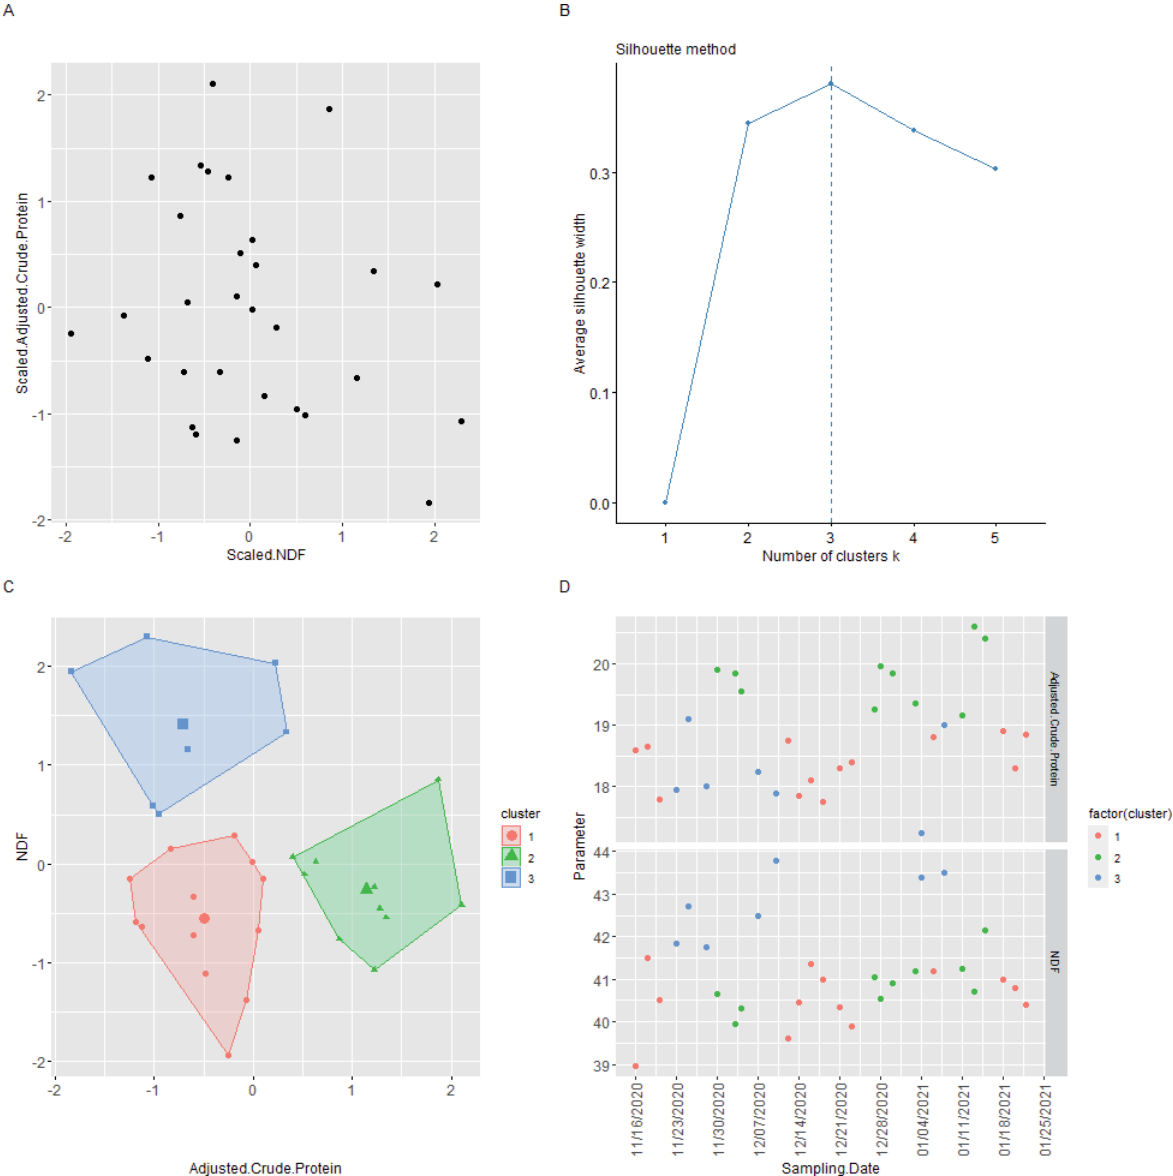 A
Scaled.Adjusted.Crude.Protein
2
1
0
-1
-2
-2 -1 0 1 2
Scaled.NDF
B
Silhouette method
Average silhouette width
0.3
0.2
0.1
0.0
1 2 3 4 5
Number of clusters k
C
NDF
2
1
0
-1
-2
-2 -1 0 1 2
Adjusted.Crude.Protein
cluster
1
2
3
D
Parameter
20
19
18
Adjusted.Crude.Protein
44
43
42
41
40
39
NDF
11/16/2020
11/23/2020
11/30/2020
12/07/2020
12/14/2020
12/21/2020
12/28/2020
01/04/2021
01/11/2021
01/18/2021
01/25/2021
Sampling.Date
factor(cluster)
1
2
3